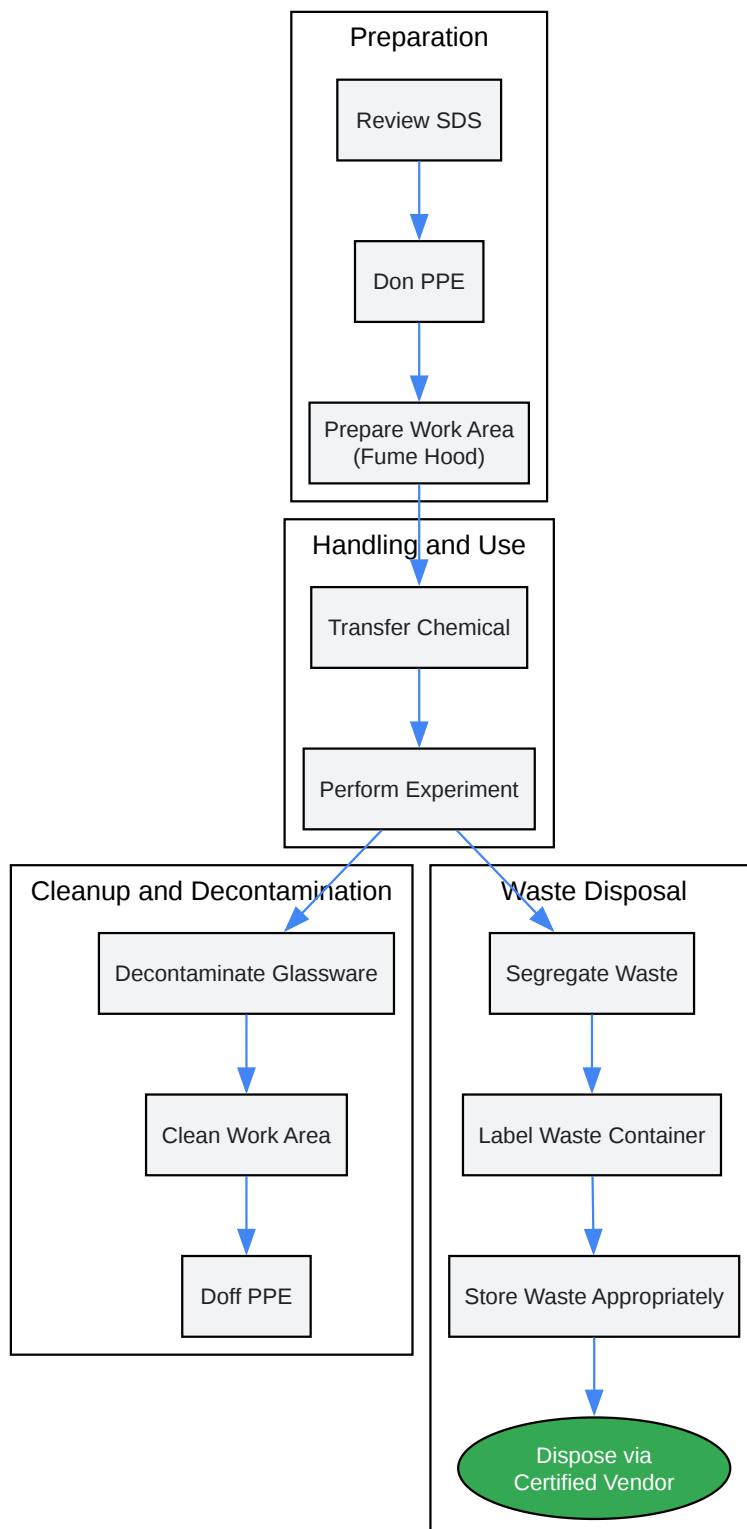 Preparation
Review SDS
Don PPE
Prepare Work Area
(Fume Hood)
Handling and Use
Transfer Chemical
Perform Experiment
Cleanup and Decontamination
Decontaminate Glassware
Clean Work Area
Doff PPE
Waste Disposal
Segregate Waste
Label Waste Container
Store Waste Appropriately
Dispose via
Certified Vendor